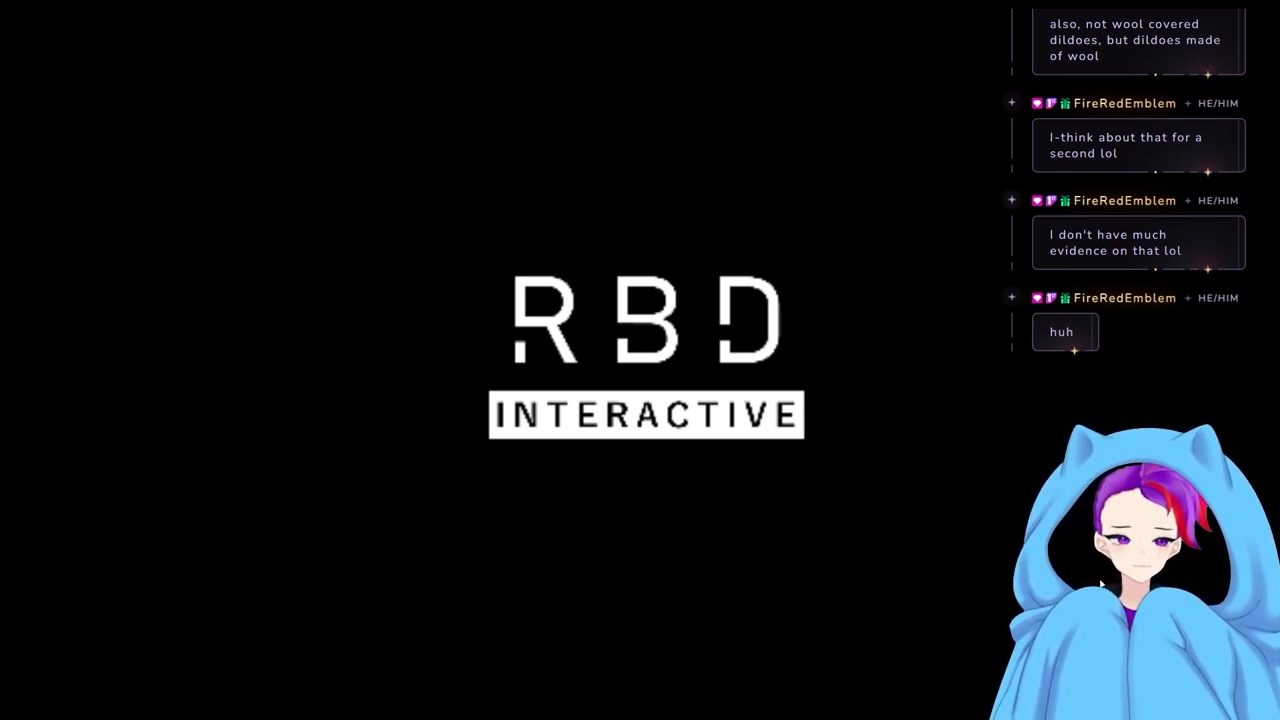 RBD
INTERACTIVE
also, not wool covered
dildoes, but dildoes made
of wool
FireRedEmblem HE/HIM
I-think about that for a
second lol
FireRedEmblem HE/HIM
I don't have much
evidence on that lol
FireRedEmblem HE/HIM
huh